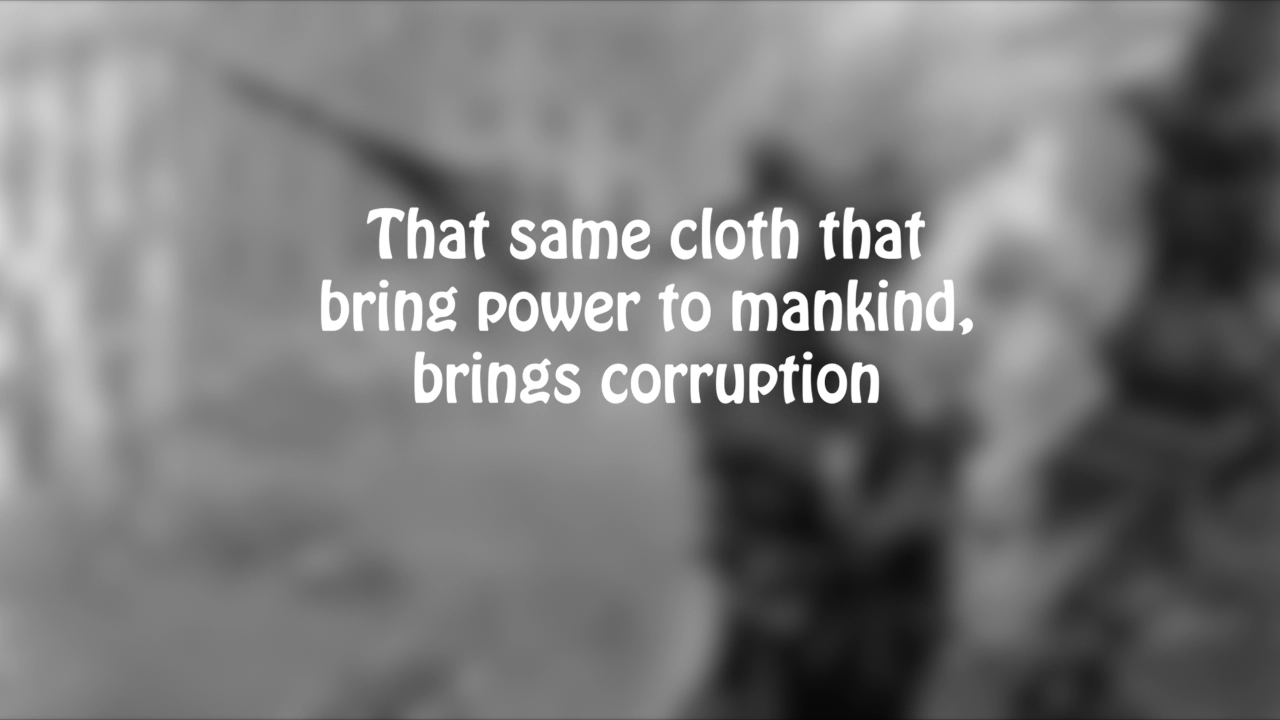 That same cloth that
bring power to mankind,
brings corruption